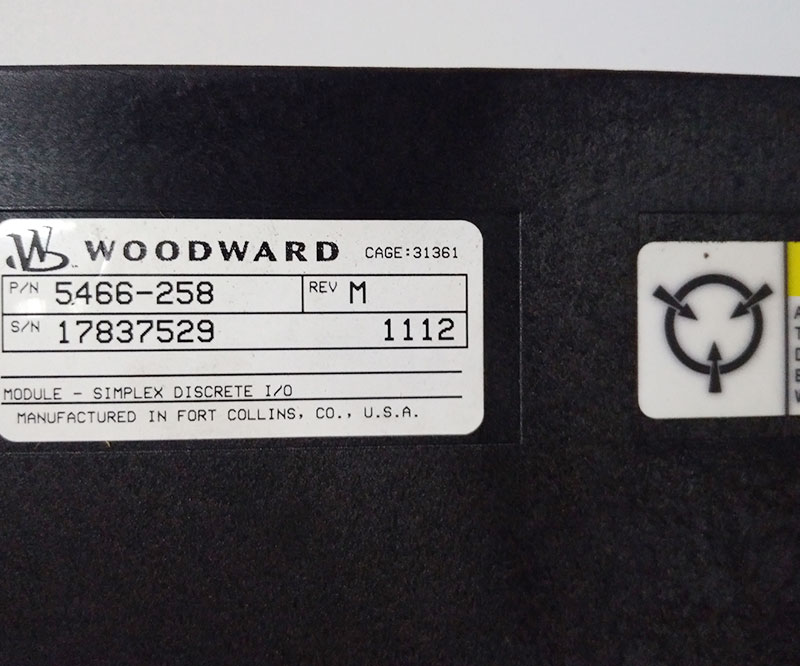 WOODWARD CAGE:31361
P/N 5466-258 REV M
S/N 17837529 1112
MODULE - SIMPLEX DISCRETE I/O
MANUFACTURED IN FORT COLLINS, CO., U.S.A.